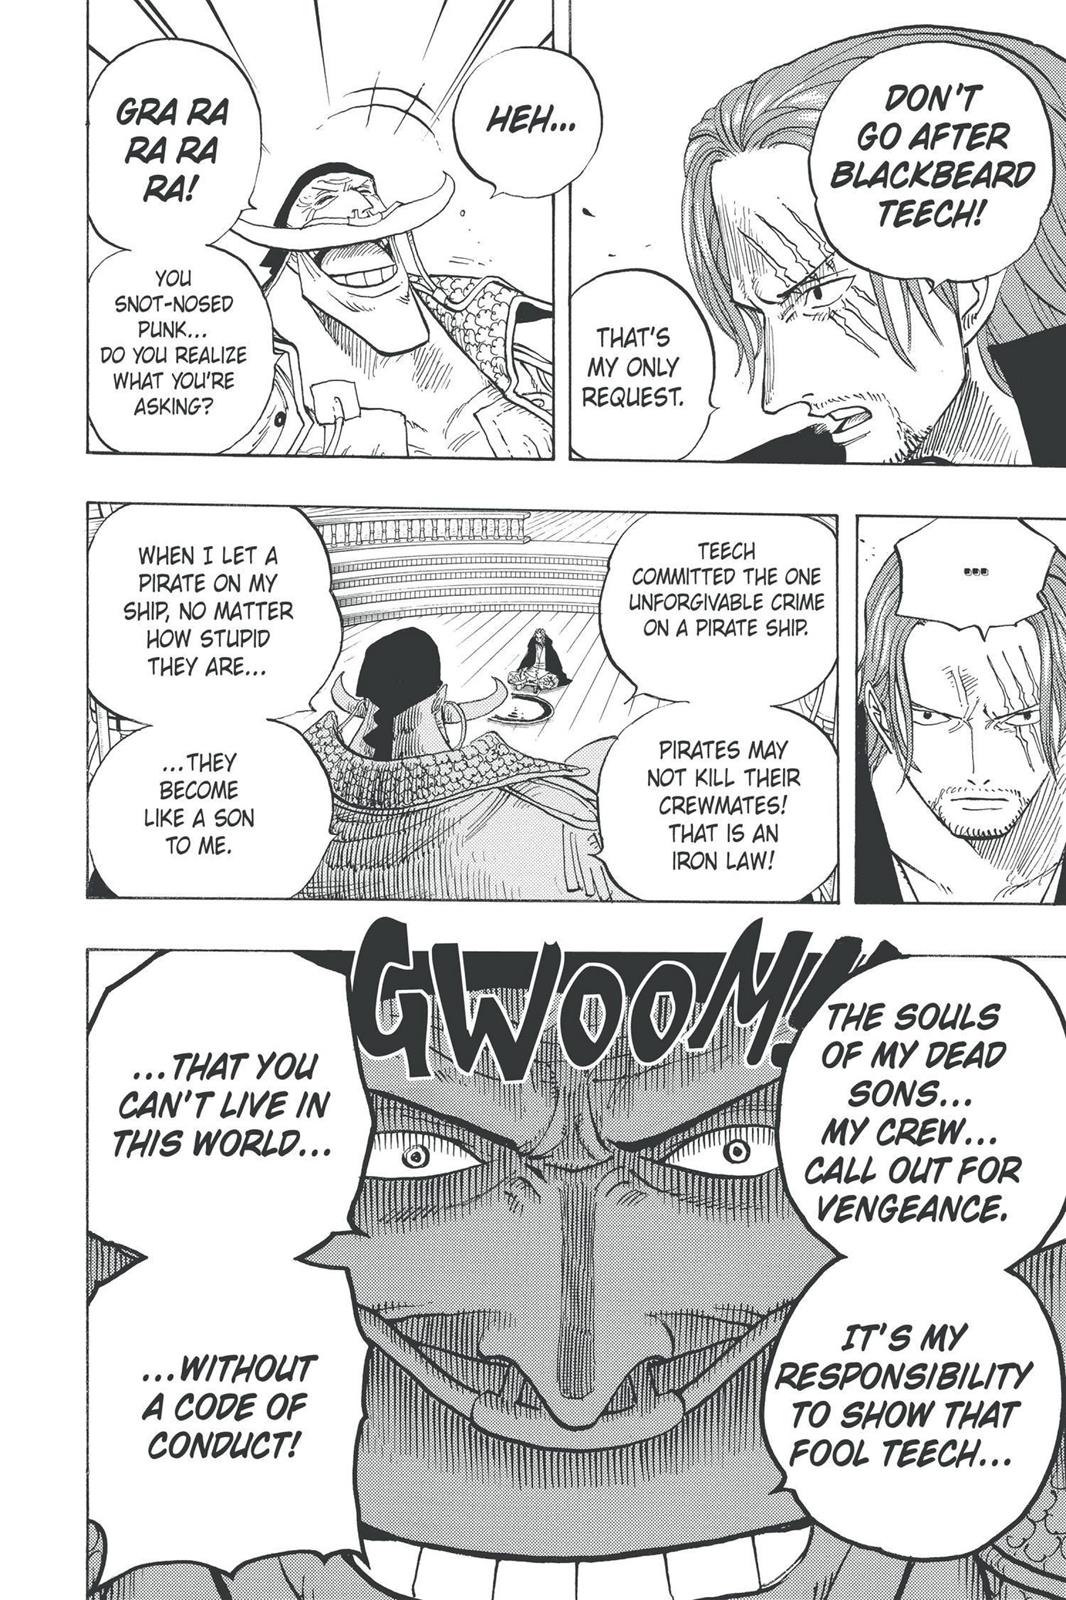 DON'T
GO AFTER
BLACKBEARD
TEECH!
THAT'S
MY ONLY
REQUEST.
HEH...
GRA RA
RA RA
RA!
YOU
SNOT-NOSED
PUNK...
DO YOU REALIZE
WHAT YOU'RE
ASKING?
...
TEECH
COMMITTED THE ONE
UNFORGIVABLE CRIME
ON A PIRATE SHIP.
PIRATES MAY
NOT KILL THEIR
CREWMATES!
THAT IS AN
IRON LAW!
WHEN I LET A
PIRATE ON MY
SHIP, NO MATTER
HOW STUPID
THEY ARE...
...THEY
BECOME
LIKE A SON
TO ME.
GWOOM!!
THE SOULS
OF MY DEAD
SONS...
MY CREW...
CALL OUT FOR
VENGEANCE.
IT'S MY
RESPONSIBILITY
TO SHOW THAT
FOOL TEECH...
...THAT YOU
CAN'T LIVE IN
THIS WORLD...
...WITHOUT
A CODE OF
CONDUCT!